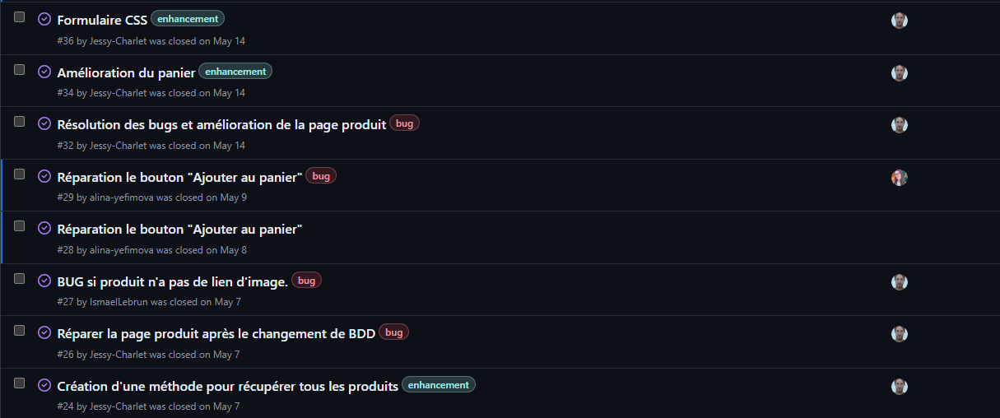 Formulaire CSS enhancement
#36 by Jessy-Charlet was closed on May 14
Amélioration du panier enhancement
#34 by Jessy-Charlet was closed on May 14
Résolution des bugs et amélioration de la page produit bug
#32 by Jessy-Charlet was closed on May 14
Réparation le bouton "Ajouter au panier" bug
#29 by alina-yefimova was closed on May 9
Réparation le bouton "Ajouter au panier"
#28 by alina-yefimova was closed on May 8
BUG si produit n'a pas de lien d'image. bug
#27 by IsmaelLebrun was closed on May 7
Réparer la page produit après le changement de BDD bug
#26 by Jessy-Charlet was closed on May 7
Création d'une méthode pour récupérer tous les produits enhancement
#24 by Jessy-Charlet was closed on May 7